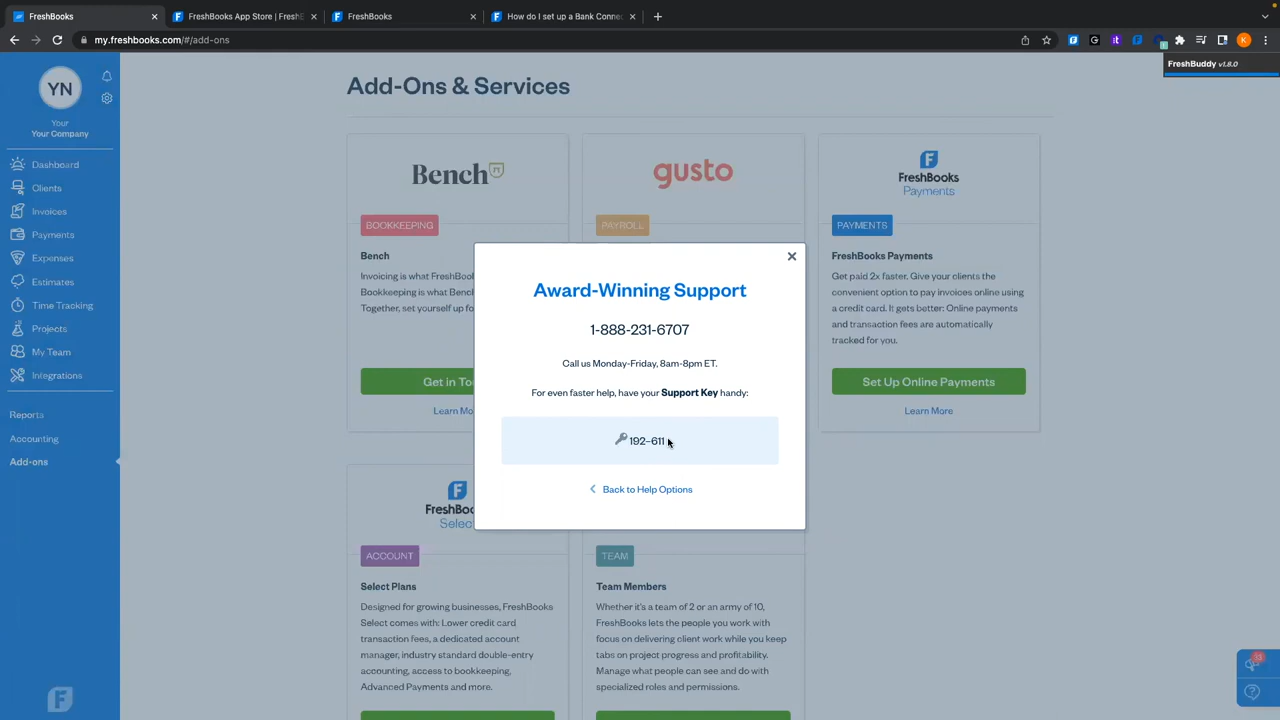 FreshBooks
FreshBooks App Store | FreshB
FreshBooks
How do I set up a Bank Connec
my.freshbooks.com/#/add-ons
FreshBuddy v1.8.0
YN
Your
Your Company
Dashboard
Clients
Invoices
Payments
Expenses
Estimates
Time Tracking
Projects
My Team
Integrations
Reports
Accounting
Add-ons
Add-Ons & Services
Bench
BOOKKEEPING
Bench
Invoicing is what FreshBool
Bookkeeping is what Benc
Together, set yourself up fo
Get in To
Learn Mo
gusto
PAYROLL
FreshBooks
Payments
PAYMENTS
FreshBooks Payments
Get paid 2x faster. Give your clients the
convenient option to pay invoices online using
a credit card. It gets better: Online payments
and transaction fees are automatically
tracked for you.
Set Up Online Payments
Learn More
Award-Winning Support
1-888-231-6707
Call us Monday-Friday, 8am-8pm ET.
For even faster help, have your Support Key handy:
192-611
Back to Help Options
FreshBoo
Selec
ACCOUNT
Select Plans
Designed for growing businesses, FreshBooks
Select comes with: Lower credit card
transaction fees, a dedicated account
manager, industry standard double-entry
accounting, access to bookkeeping,
Advanced Payments and more.
TEAM
Team Members
Whether it's a team of 2 or an army of 10,
FreshBooks lets the people you work with
focus on delivering client work while you keep
tabs on project progress and profitability.
Manage what people can see and do with
specialized roles and permissions.
13